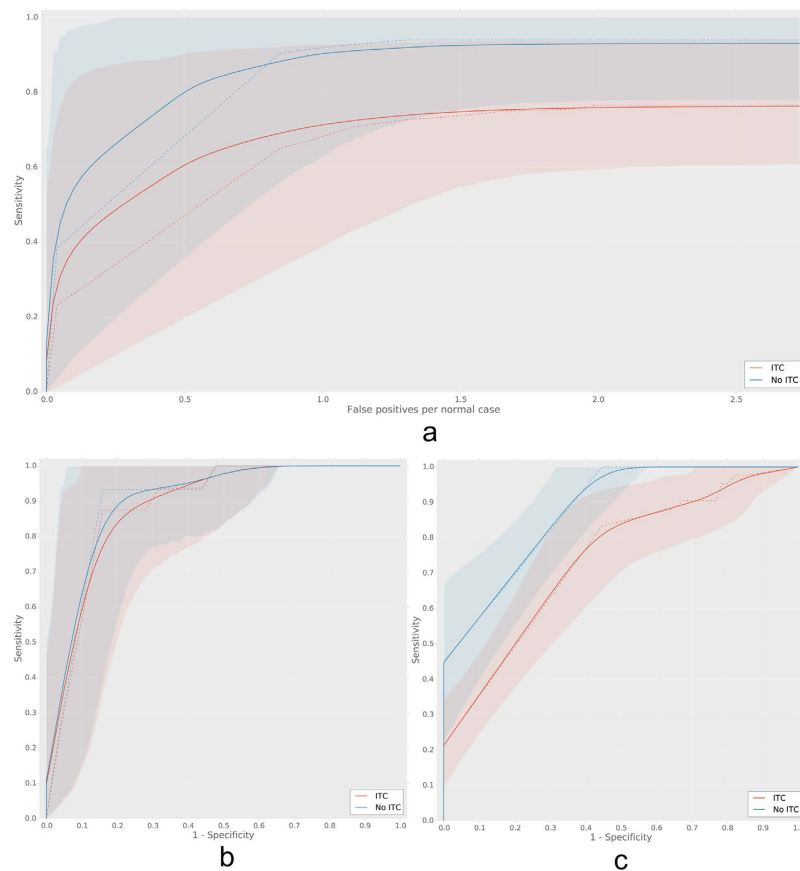 1.0
0.8
0.6
0.4
0.2
0.0
Sensitivity
0.0 0.5 1.0 1.5 2.0 2.5
False positives per normal case
ITC
No ITC
a
1.0
0.9
0.8
0.7
0.6
0.5
0.4
0.3
0.2
0.1
0.0
Sensitivity
0.0 0.1 0.2 0.3 0.4 0.5 0.6 0.7 0.8 0.9 1.0
1 - Specificity
ITC
No ITC
b
1.0
0.9
0.8
0.7
0.6
0.5
0.4
0.3
0.2
0.1
0.0
Sensitivity
0.0 0.1 0.2 0.3 0.4 0.5 0.6 0.7 0.8 0.9
1 - Specificity
ITC
No ITC
c